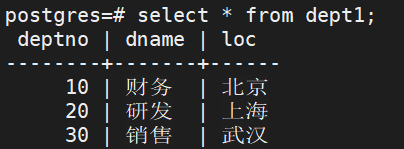 postgres=# select * from dept1;
 deptno | dname | loc
--------+-------+------
     10 | 财务  | 北京
     20 | 研发  | 上海
     30 | 销售  | 武汉